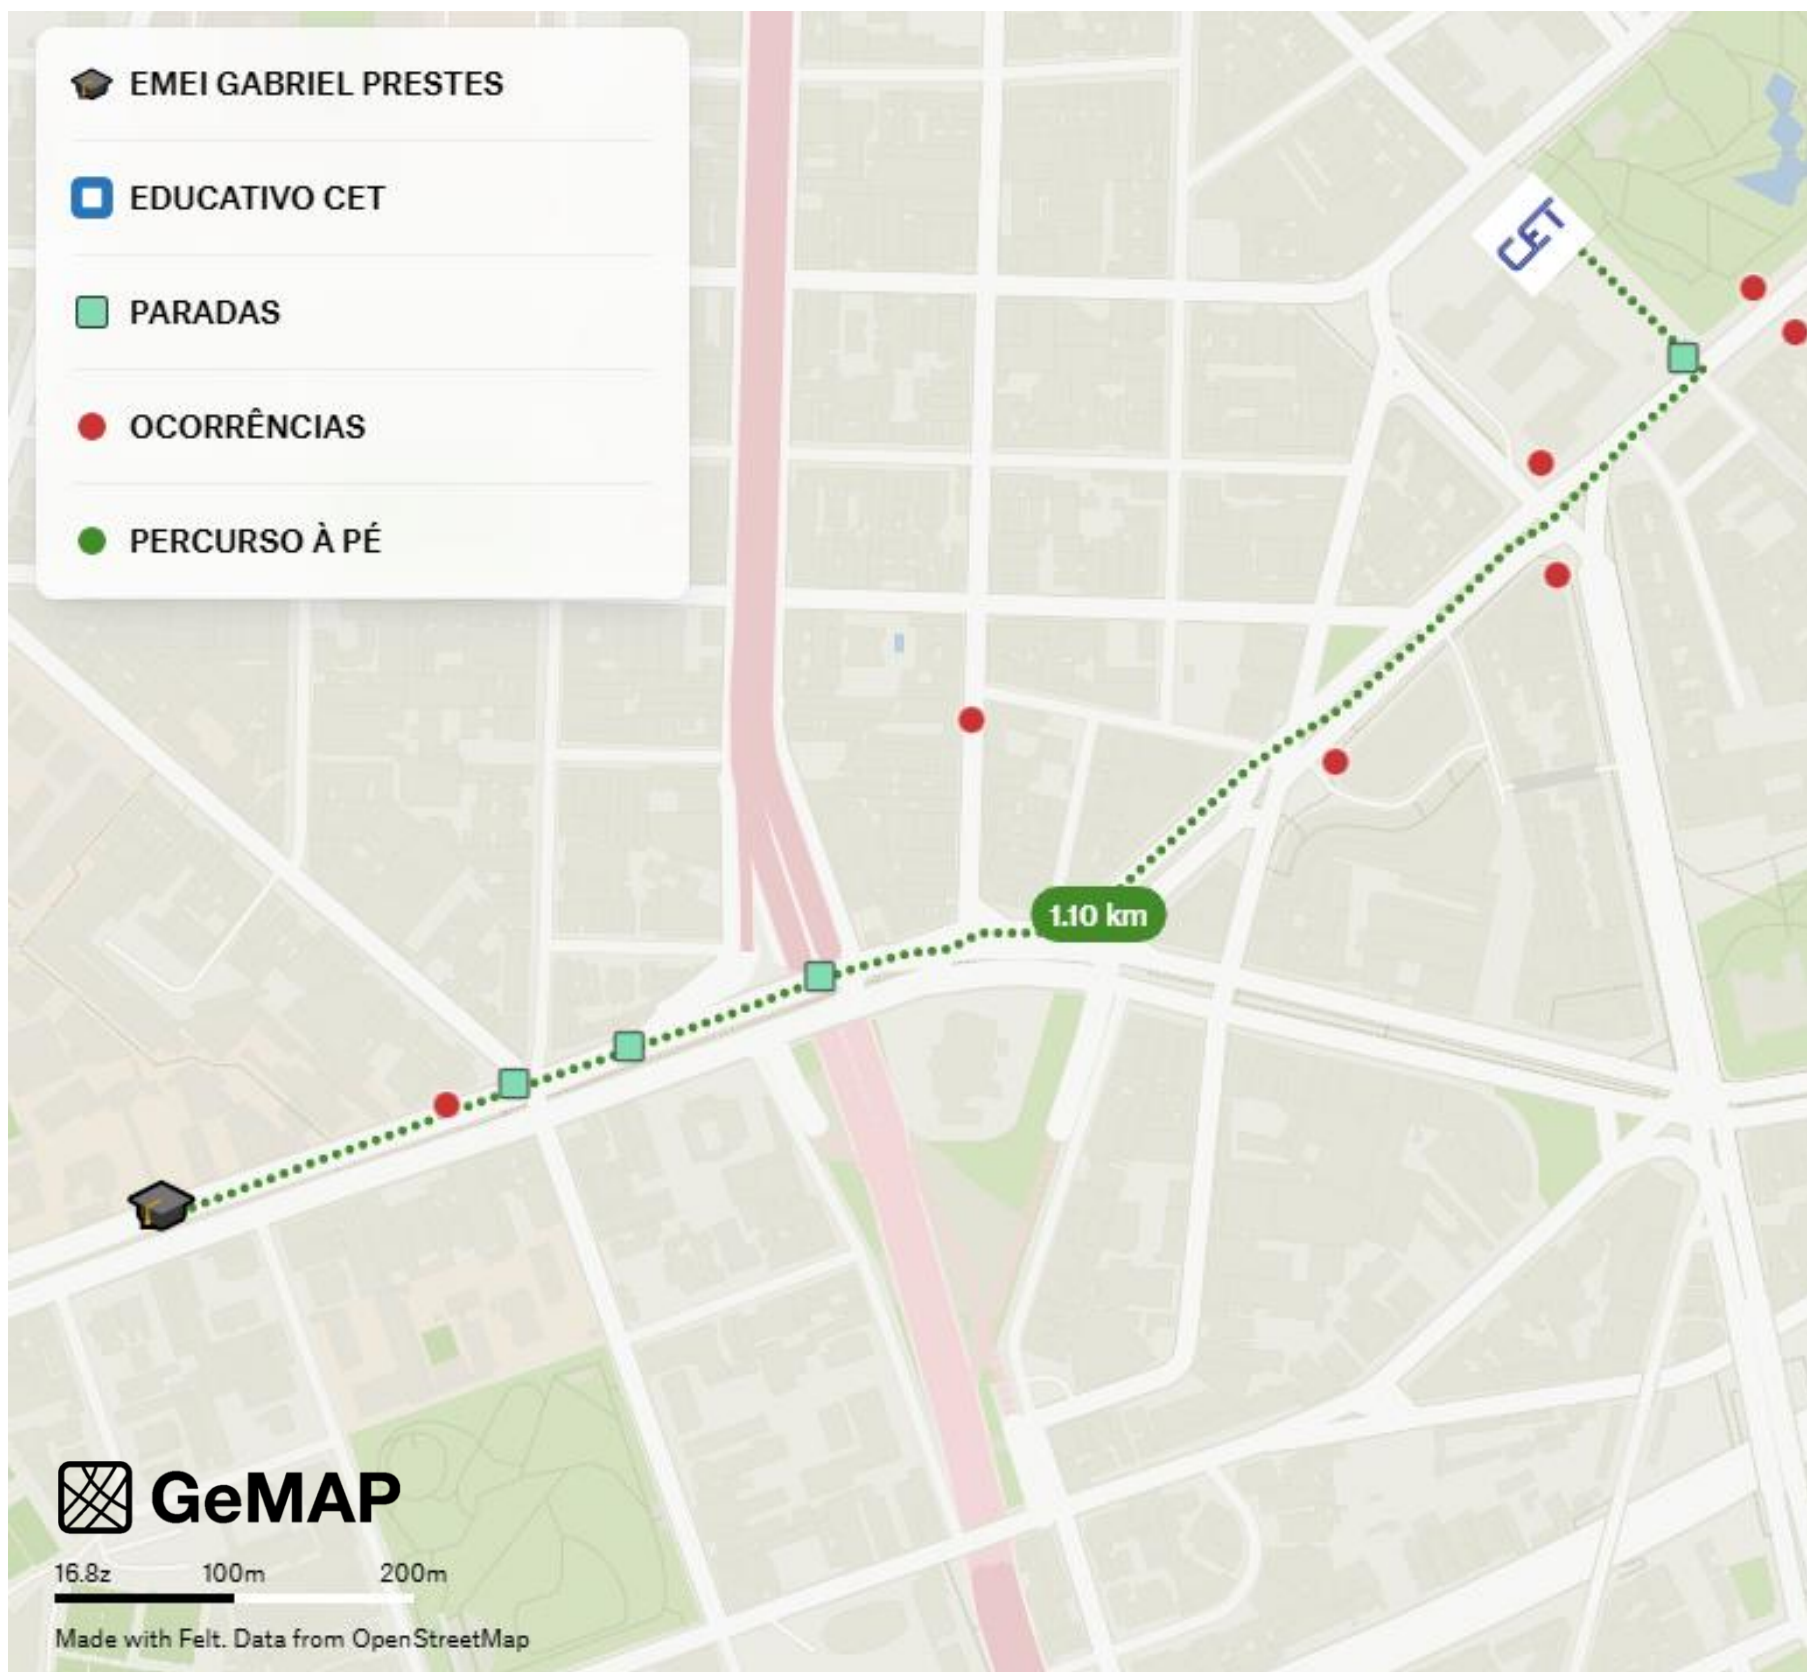 EMEI GABRIEL PRESTES
EDUCATIVO CET
PARADAS
OCORRÊNCIAS
PERCURSO À PÉ
CET
1.10 km
GeMAP
16.8z 100m 200m
Made with Felt. Data from OpenStreetMap